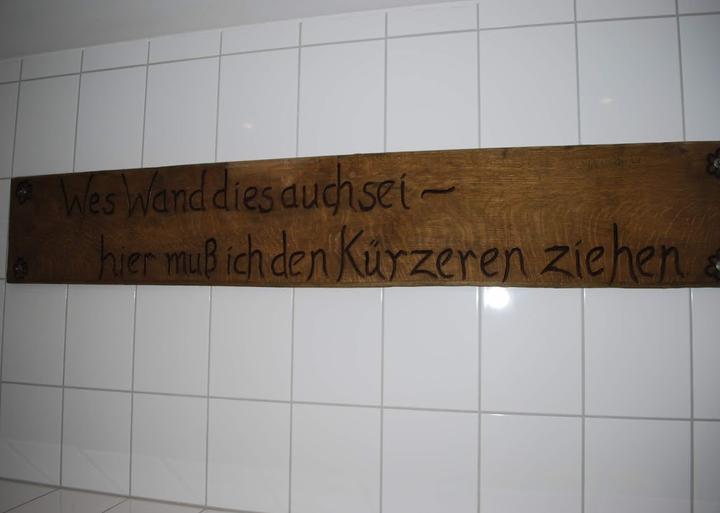 Wes Wand dies auch sei ~
hier muß ich den Kürzeren ziehen